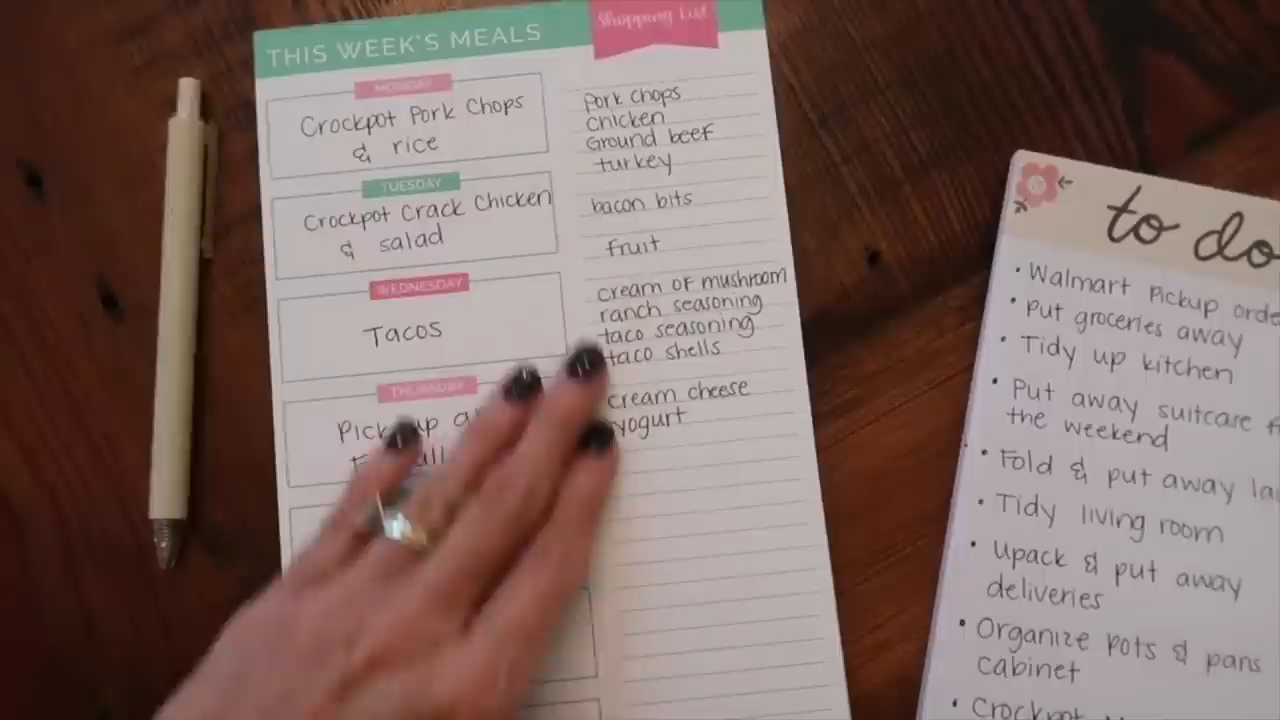 THIS WEEK'S MEALS
MONDAY
Crockpot Pork Chops
& rice
TUESDAY
Crockpot Crack Chicken
& salad
WEDNESDAY
Tacos
THURSDAY
Pick up
Shopping List
Pork chops
chicken
Ground beef
turkey
bacon bits
fruit
cream of mushroom
ranch seasoning
taco seasoning
taco shells
cream cheese
yogurt
to do
• Walmart Pickup
• Put groceries away
• Tidy up kitchen
• Put away suitcase
the weekend
• Fold & put away
• Tidy living room
• Upack & put away
deliveries
• Organize pots & pans
cabinet
• Crockpot